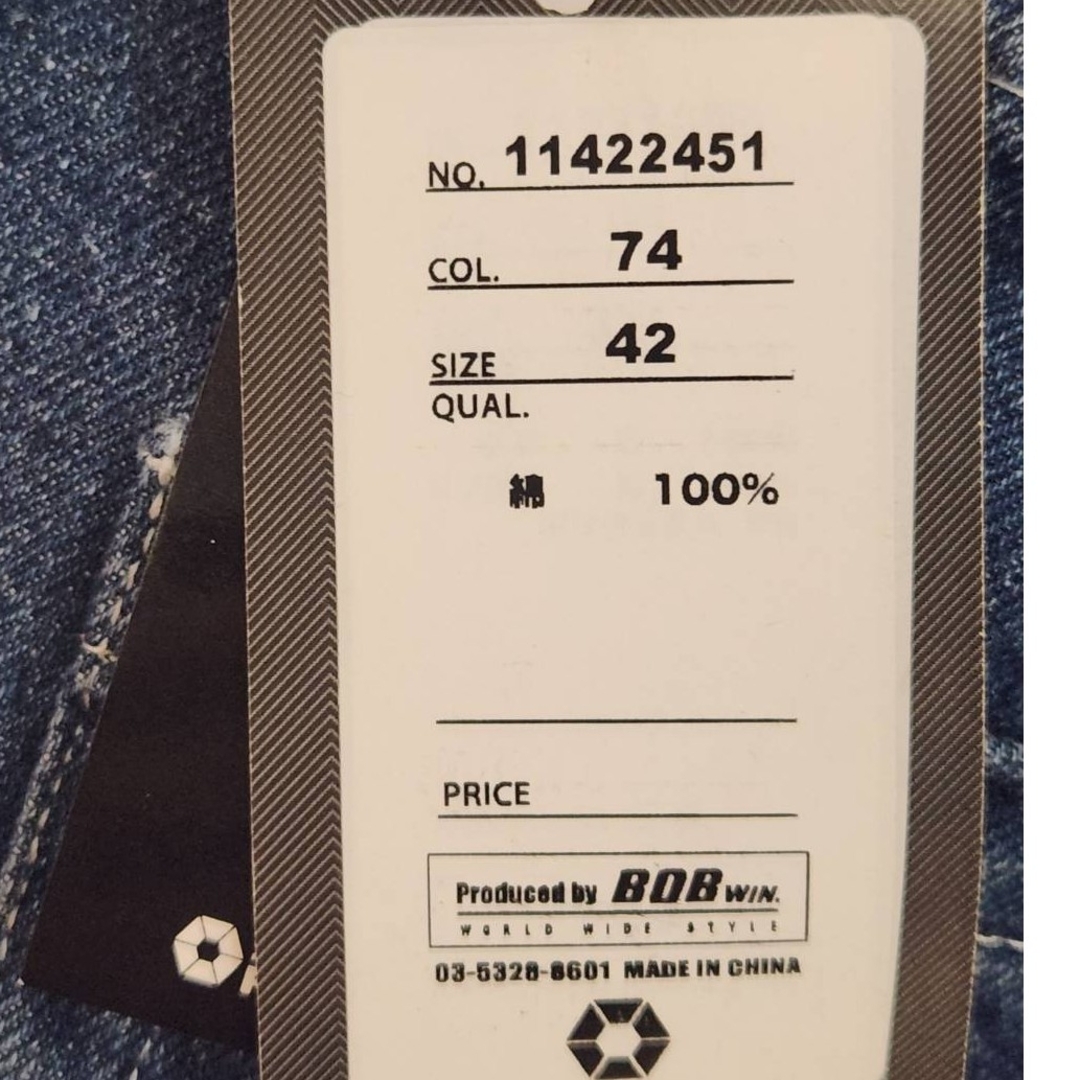 NO. 11422451
COL. 74
SIZE 42
QUAL.
綿 100%
PRICE
Produced by BOB WIN.
WORLD WIDE STYLE
03-5328-8601 MADE IN CHINA